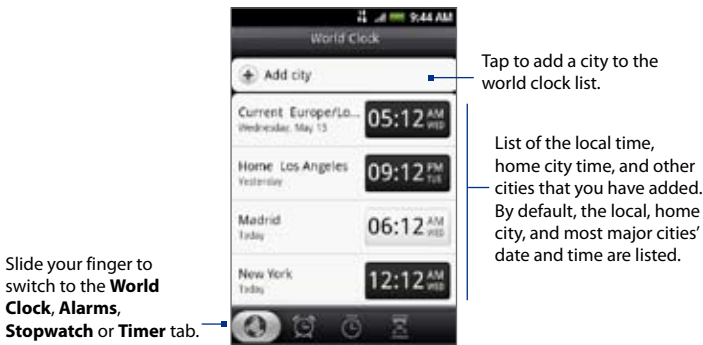 9:44 AM
World Clock
Add city
Current Europe/Lo...
Wednesday, May 13
05:12 AM WED
Home Los Angeles
Yesterday
09:12 PM TUE
Madrid
Today
06:12 AM WED
New York
Today
12:12 AM WED
Tap to add a city to the
world clock list.
List of the local time,
home city time, and other
cities that you have added.
By default, the local, home
city, and most major cities’
date and time are listed.
Slide your finger to
switch to the World
Clock, Alarms,
Stopwatch or Timer tab.